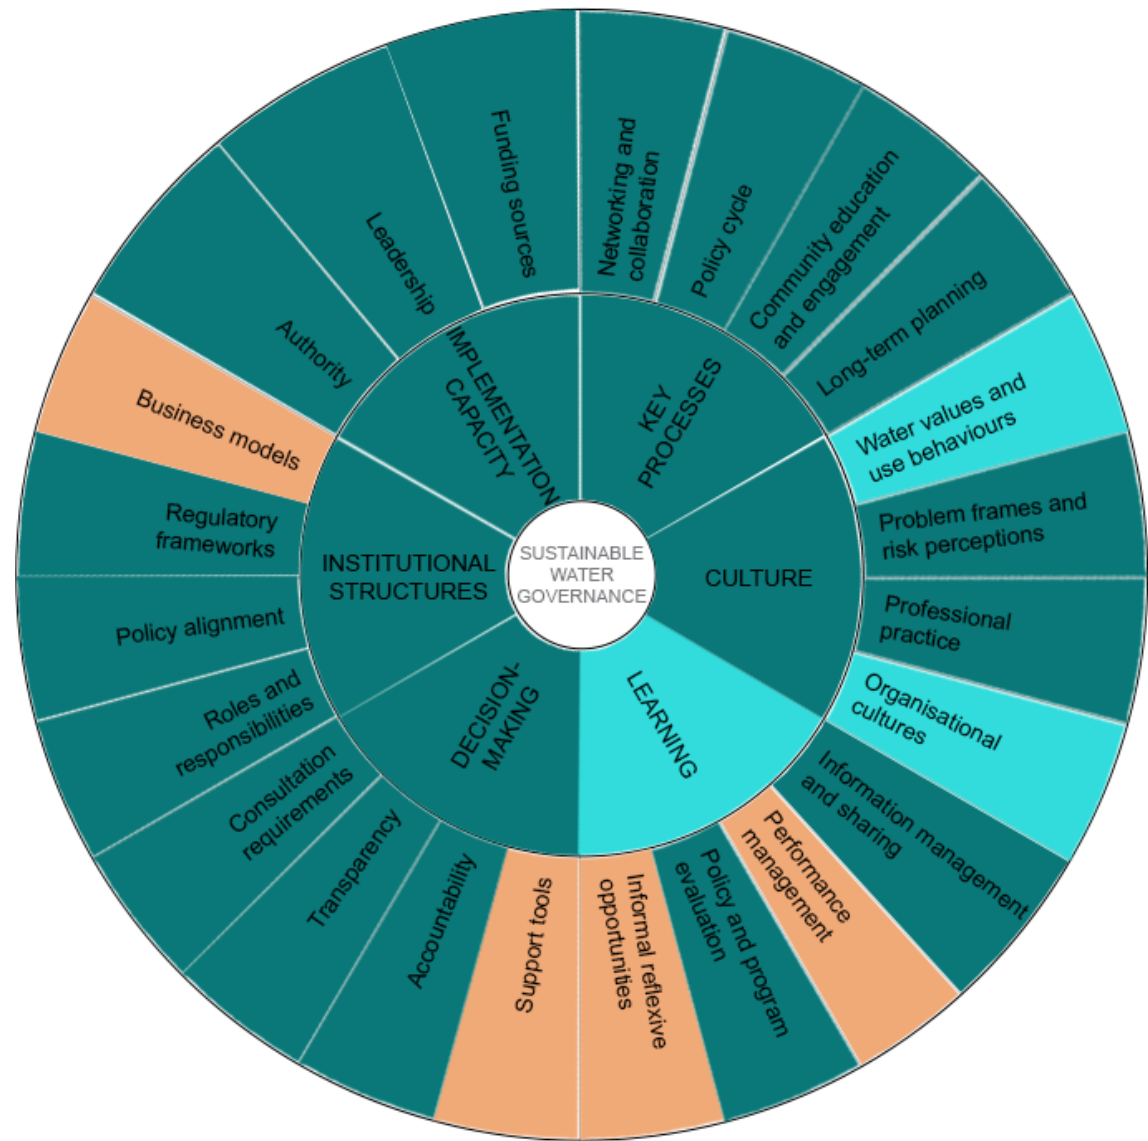 SUSTAINABLE
WATER
GOVERNANCE
KEY
PROCESSES
Networking and
collaboration
Policy cycle
Community education
and engagement
Long-term planning
CULTURE
Water values and
use behaviours
Problem frames and
risk perceptions
Professional
practice
Organisational
cultures
LEARNING
Information management
and sharing
Performance
management
Policy and program
evaluation
Informal reflexive
opportunities
DECISION-
MAKING
Support tools
Accountability
Transparency
Consultation
requirements
INSTITUTIONAL
STRUCTURES
Roles and
responsibilities
Policy alignment
Regulatory
frameworks
Business models
IMPLEMENTATION
CAPACITY
Authority
Leadership
Funding sources